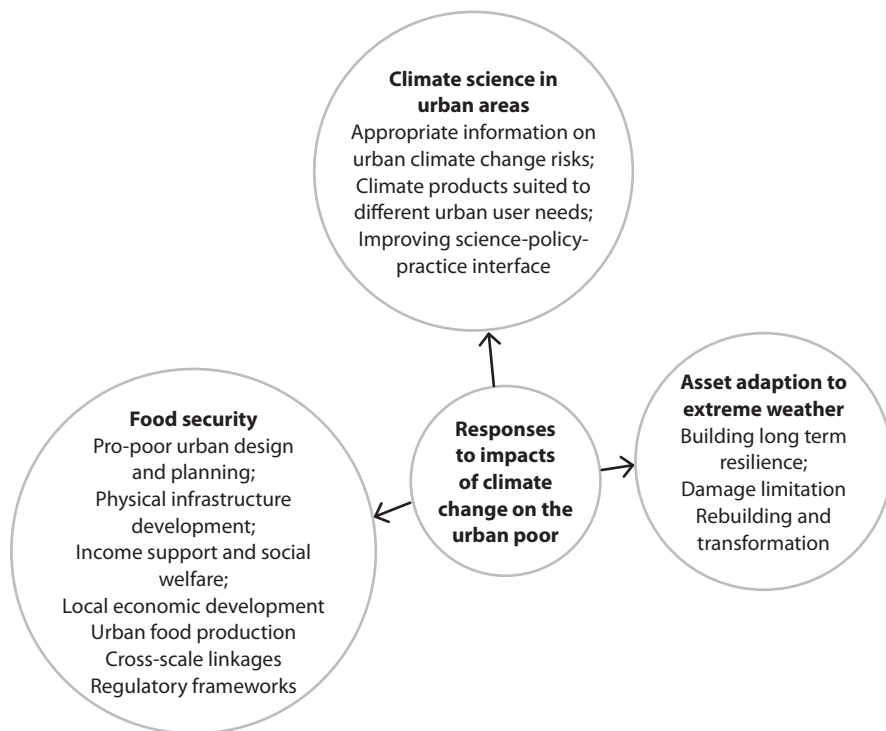 Climate science in
urban areas
Appropriate information on
urban climate change risks;
Climate products suited to
different urban user needs;
Improving science-policy-
practice interface
Food security
Pro-poor urban design
and planning;
Physical infrastructure
development;
Income support and social
welfare;
Local economic development
Urban food production
Cross-scale linkages
Regulatory frameworks
Responses
to impacts
of climate
change on the
urban poor
Asset adaption to
extreme weather
Building long term
resilience;
Damage limitation
Rebuilding and
transformation